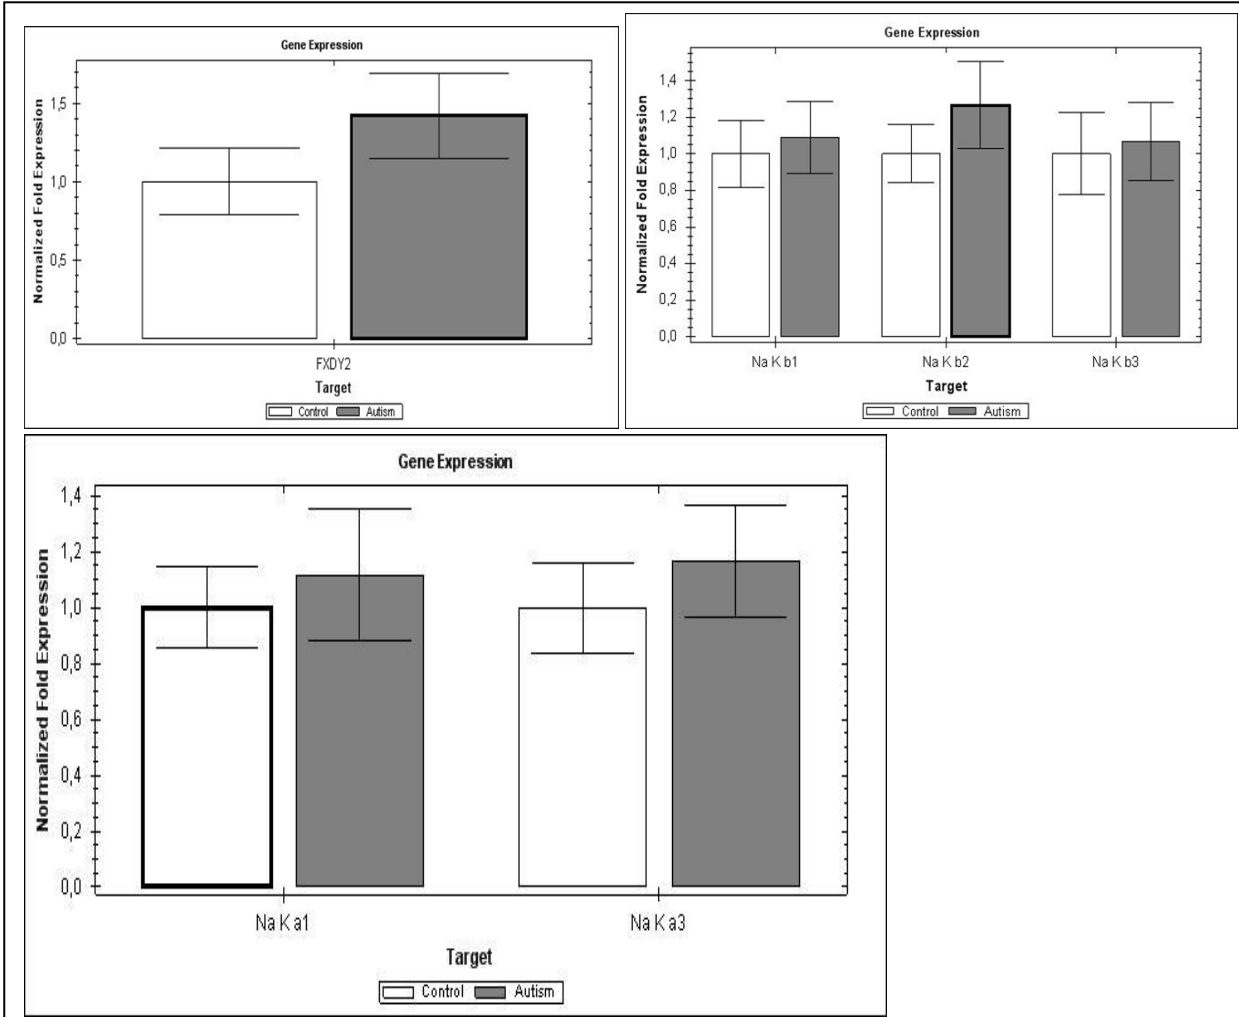 Gene Expression
Normalized Fold Expression
1,5
1,0
0,5
0,0
FXDY2
Target
Control Autism
Gene Expression
Normalized Fold Expression
1,4
1,2
1,0
0,8
0,6
0,4
0,2
0,0
Na K b1 Na K b2 Na K b3
Target
Control Autism
Gene Expression
Normalized Fold Expression
1,4
1,2
1,0
0,8
0,6
0,4
0,2
0,0
Na K a1 Na K a3
Target
Control Autism